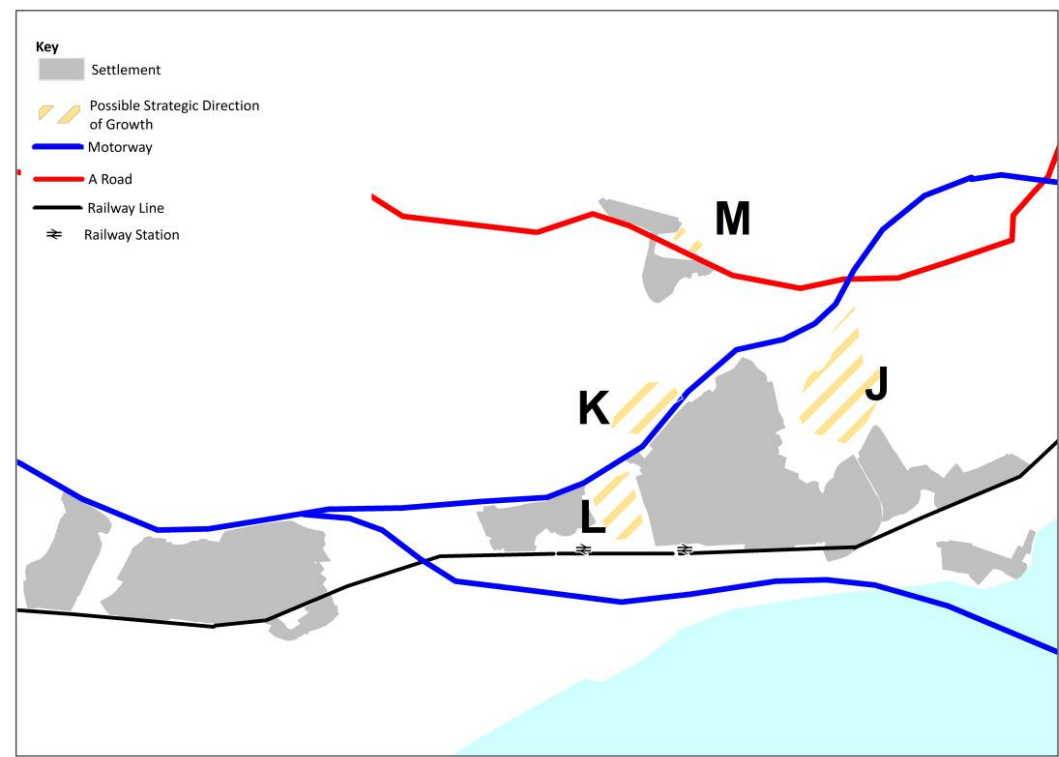 Key
Settlement
Possible Strategic Direction
of Growth
Motorway
A Road
Railway Line
Railway Station
M
J
K
L